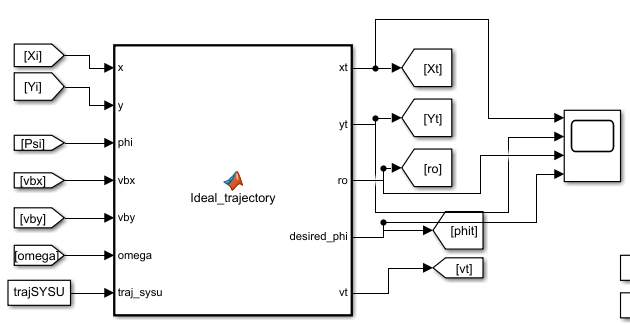 [Xi]
[Yi]
[Psi]
[vbx]
[vby]
[omega]
trajSYSU
x
y
phi
vbx
vby
omega
traj_sysu
Ideal_trajectory
xt
yt
ro
desired_phi
vt
[Xt]
[Yt]
[ro]
[phit]
[vt]